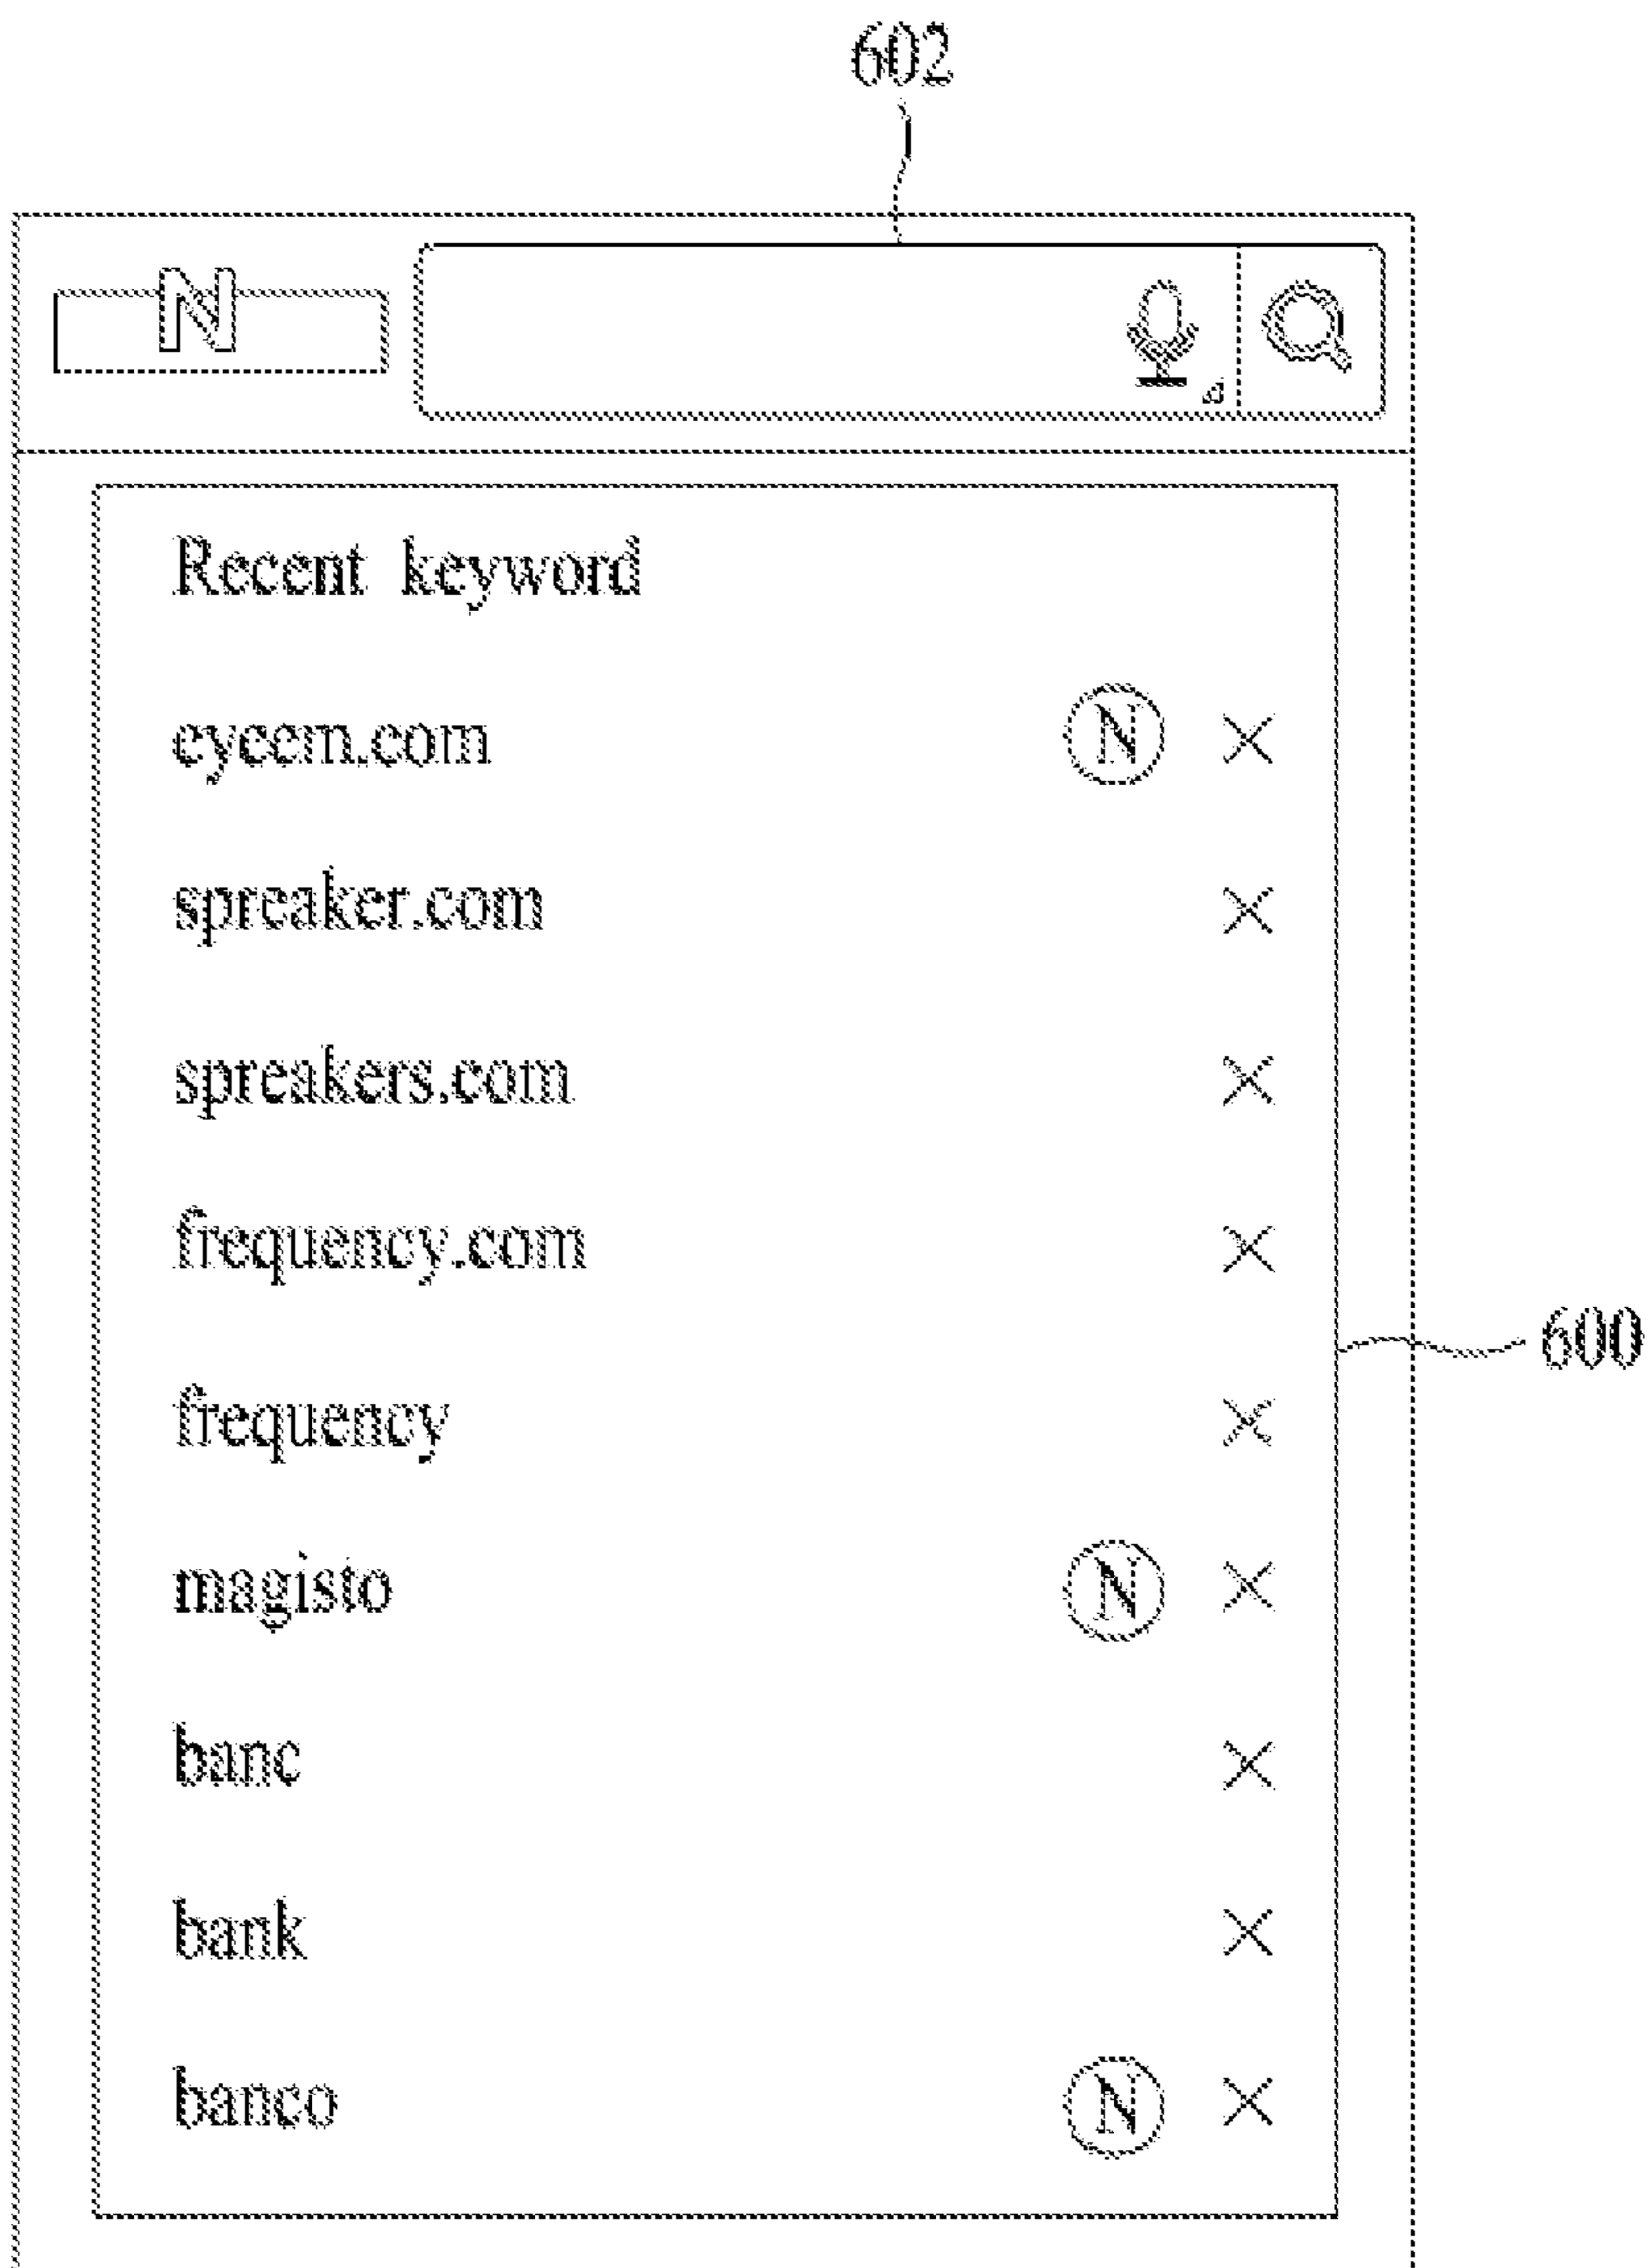 602
N
Recent keyword
eyeem.com N ×
spreaker.com ×
spreakers.com ×
frequency.com ×
600
frequency ×
magisto N ×
banc ×
bank ×
banco N ×